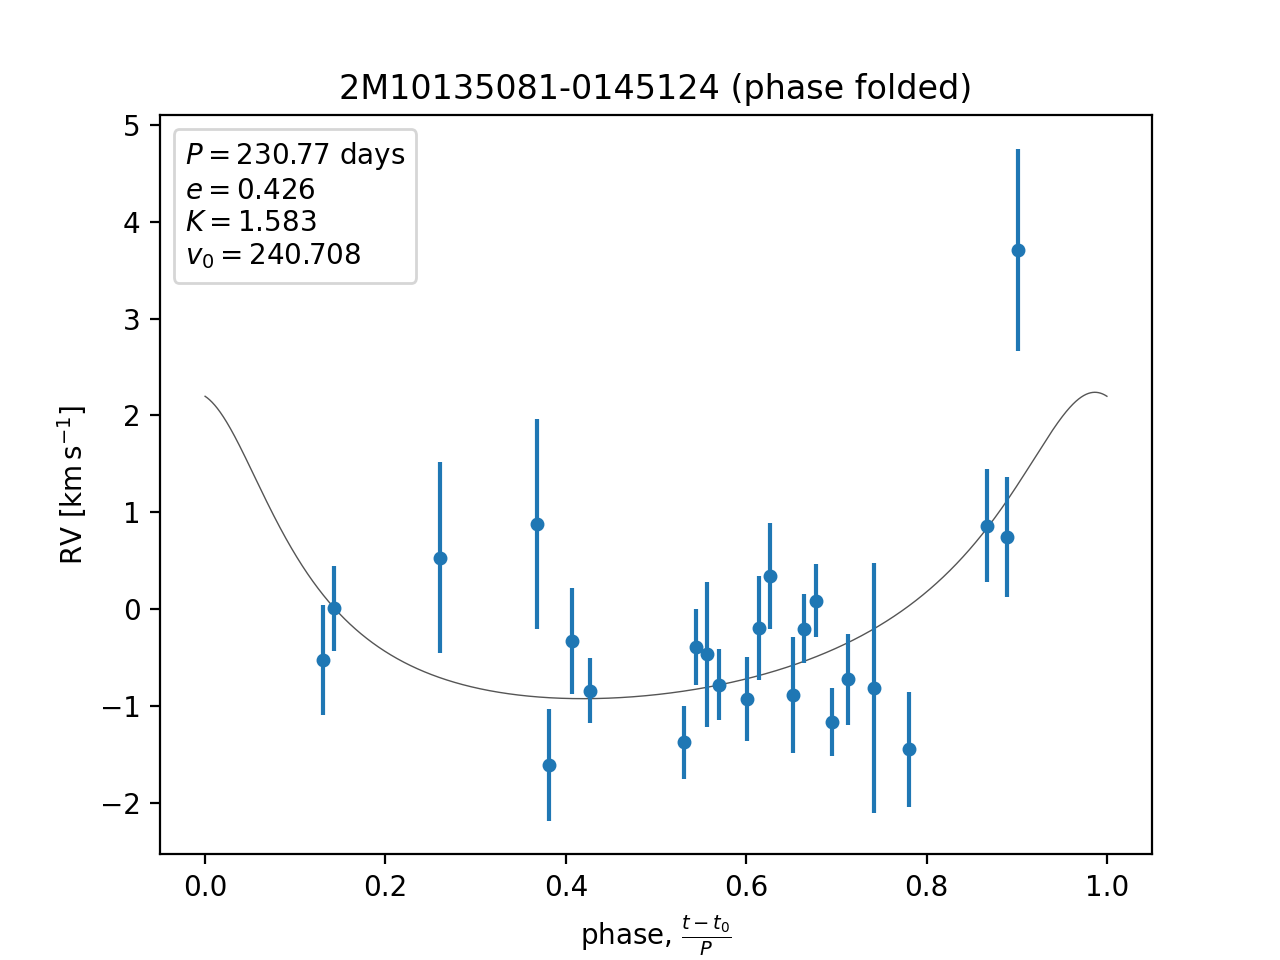 2M10135081-0145124 (phase folded)
P = 230.77 days
e = 0.426
K = 1.583
v₀ = 240.708
5
4
3
2
1
0
−1
−2
RV [km s⁻¹]
0.0 0.2 0.4 0.6 0.8 1.0
phase, (t − t₀)/P